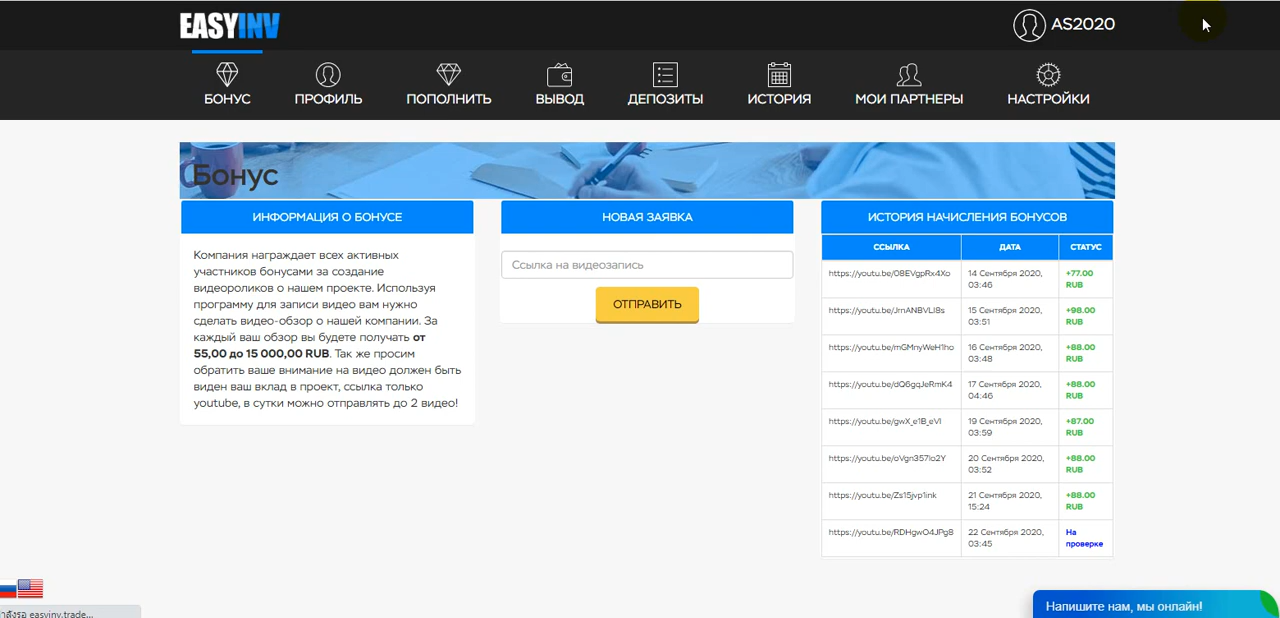 EASYINV
AS2020
БОНУС
ПРОФИЛЬ
ПОПОЛНИТЬ
ВЫВОД
ДЕПОЗИТЫ
ИСТОРИЯ
МОИ ПАРТНЕРЫ
НАСТРОЙКИ
Бонус
ИНФОРМАЦИЯ О БОНУСЕ
Компания награждает всех активных
участников бонусами за создание
видеороликов о нашем проекте. Используя
программу для записи видео вам нужно
сделать видео-обзор о нашей компании. За
каждый ваш обзор вы будете получать от
55,00 до 15 000,00 RUB. Так же просим
обратить ваше внимание на видео должен быть
виден ваш вклад в проект, ссылка только
youtube, в сутки можно отправлять до 2 видео!
НОВАЯ ЗАЯВКА
Ссылка на видеозапись
ОТПРАВИТЬ
ИСТОРИЯ НАЧИСЛЕНИЯ БОНУСОВ
ССЫЛКА ДАТА СТАТУС
https://youtu.be/08EVgpRx4Xo 14 Сентября 2020, +77.00
03:46 RUB
https://youtu.be/JrnANBVLI8s 15 Сентября 2020, +98.00
03:51 RUB
https://youtu.be/mGMnyWeH1ho 16 Сентября 2020, +88.00
03:48 RUB
https://youtu.be/dQ6gqJeRmK4 17 Сентября 2020, +88.00
04:46 RUB
https://youtu.be/gwX_e1B_eVI 19 Сентября 2020, +87.00
03:59 RUB
https://youtu.be/oVgn357Io2Y 20 Сентября 2020, +88.00
03:52 RUB
https://youtu.be/Zs15jvp1ink 21 Сентября 2020, +88.00
15:24 RUB
https://youtu.be/RDHgwO4JPg8 22 Сентября 2020, На
03:45 проверке
easyinv.trade...
Напишите нам, мы онлайн!